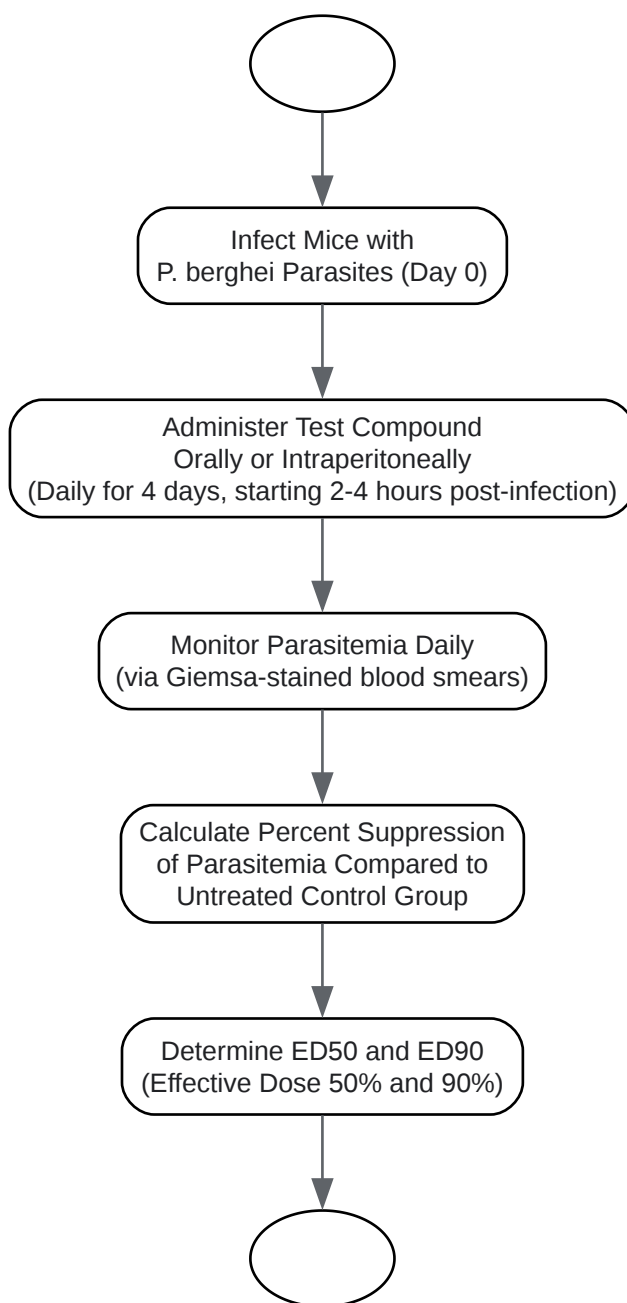 Infect Mice with
P. berghei Parasites (Day 0)
Administer Test Compound
Orally or Intraperitoneally
(Daily for 4 days, starting 2-4 hours post-infection)
Monitor Parasitemia Daily
(via Giemsa-stained blood smears)
Calculate Percent Suppression
of Parasitemia Compared to
Untreated Control Group
Determine ED50 and ED90
(Effective Dose 50% and 90%)